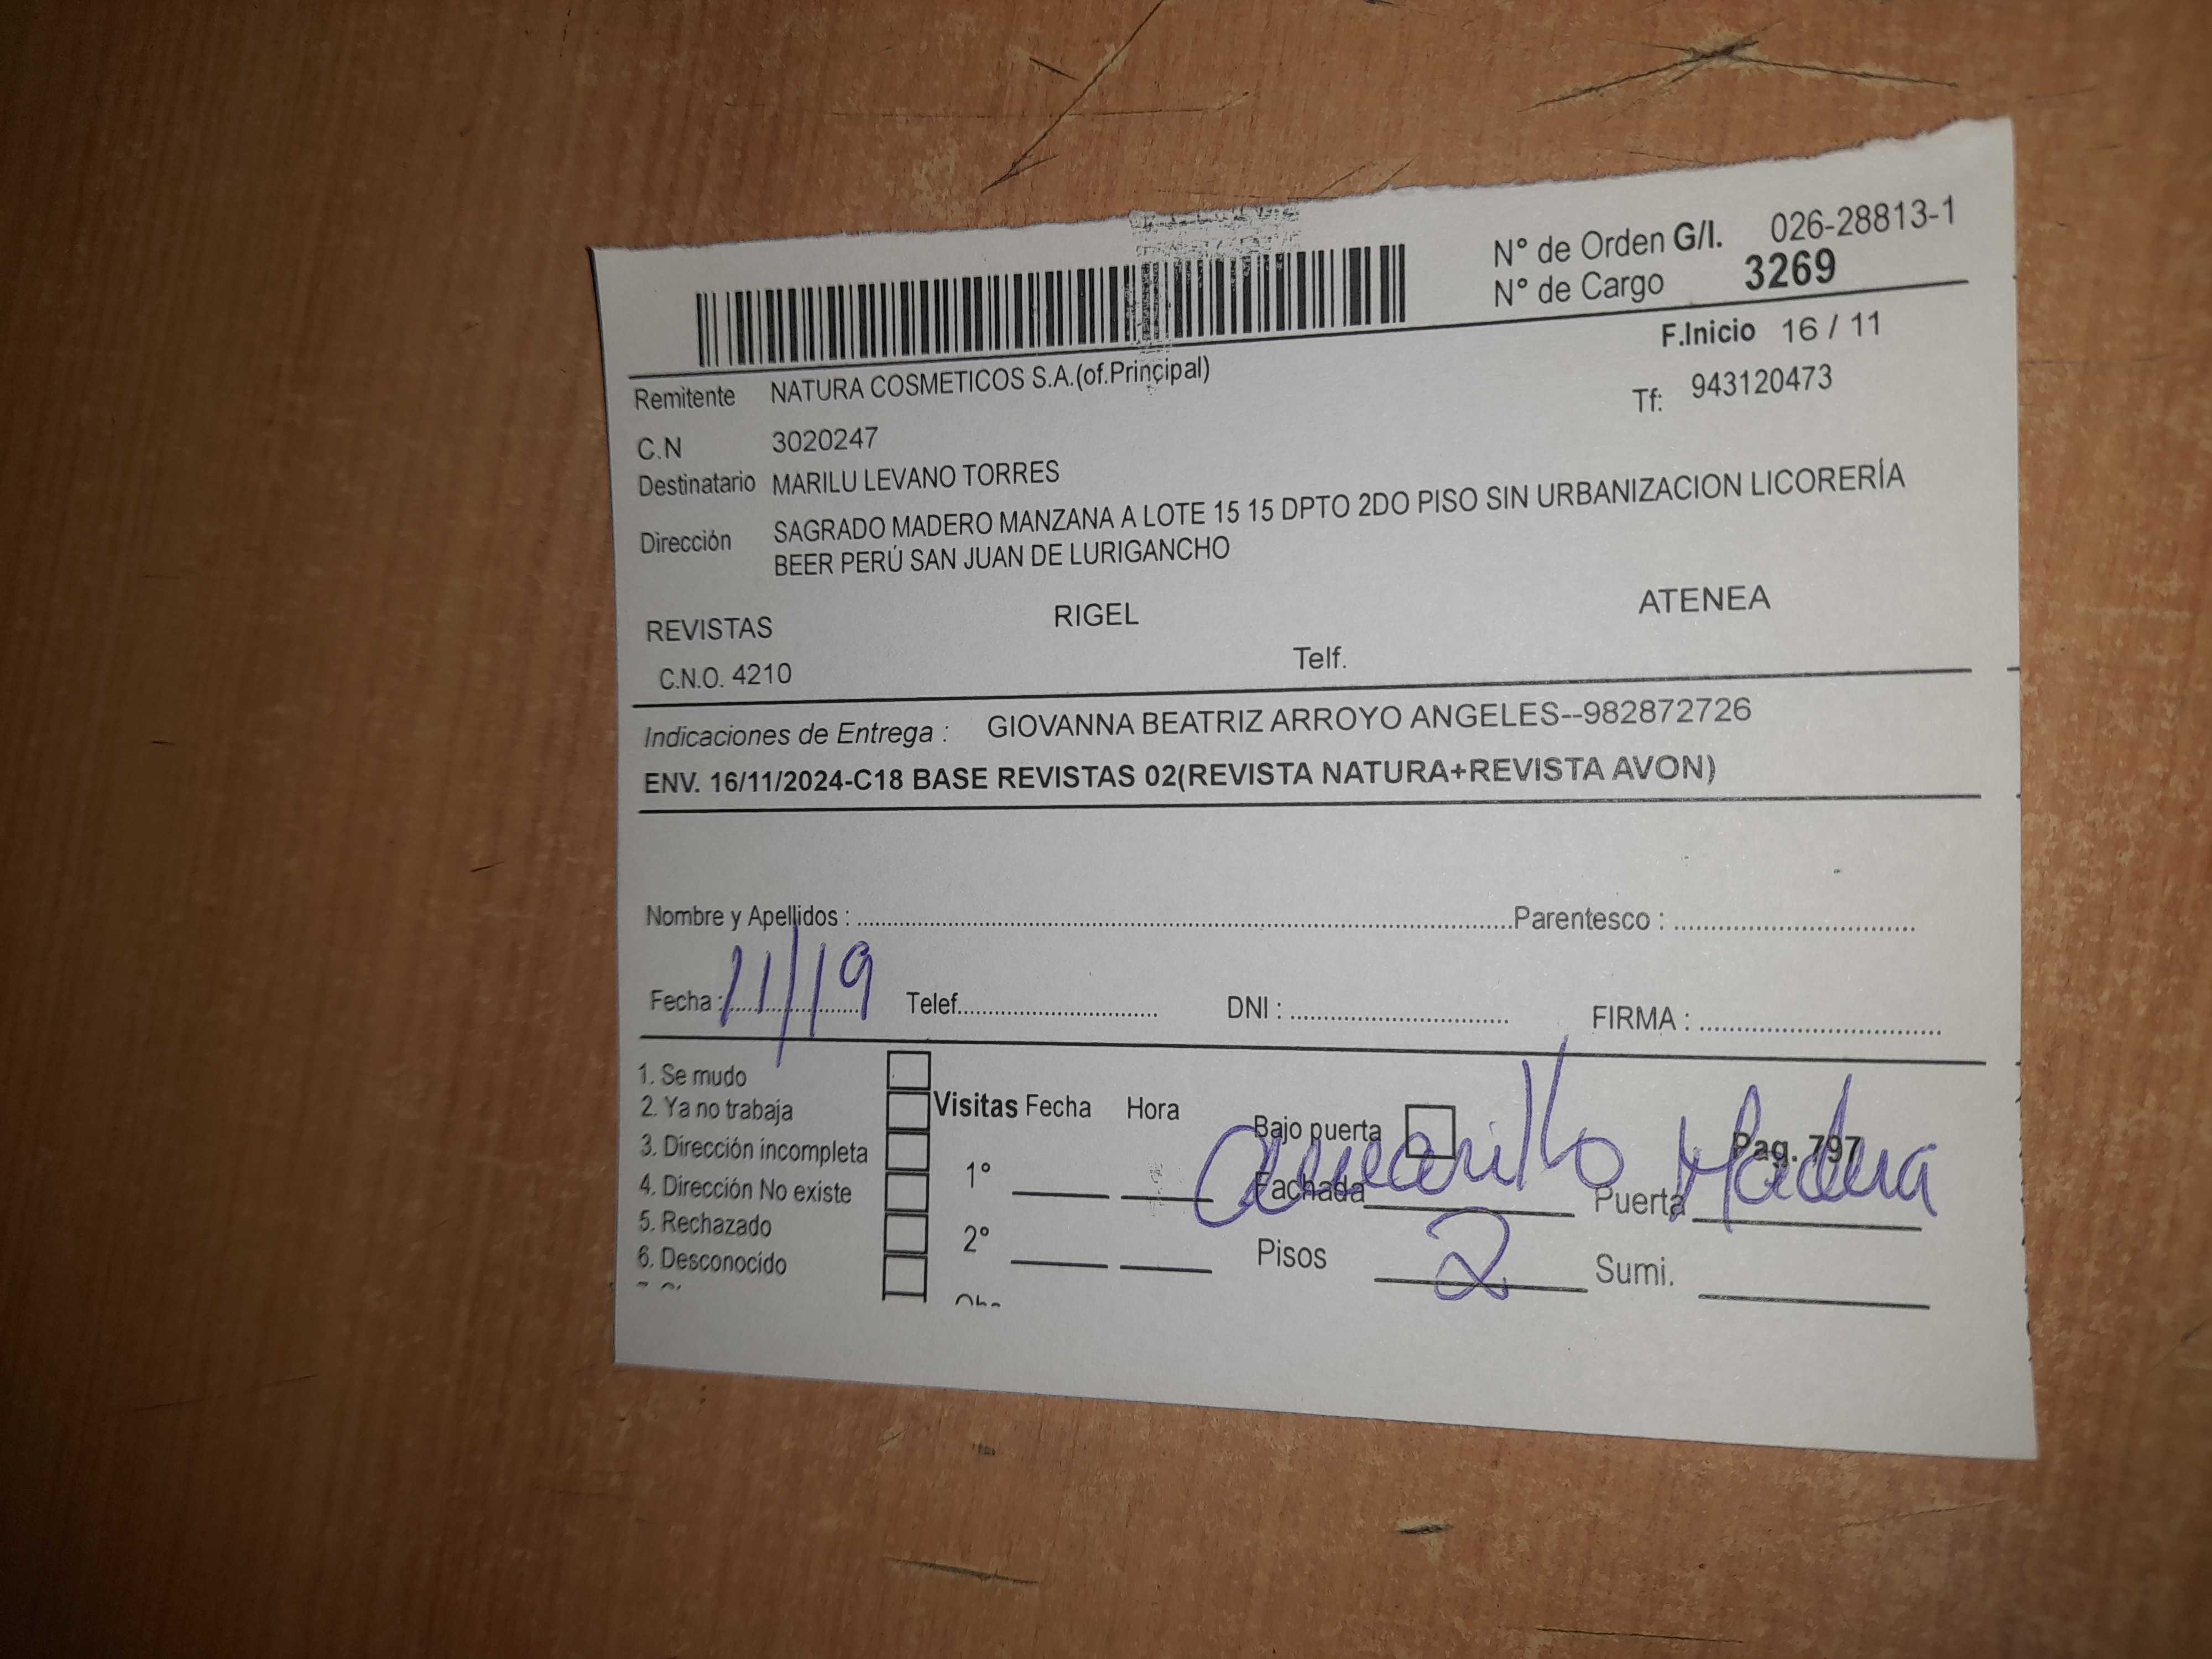 N° de Orden G/I. 026-28813-1
N° de Cargo 3269
F.Inicio 16 / 11
Remitente NATURA COSMETICOS S.A.(of.Principal)
Tf: 943120473
C.N 3020247
Destinatario MARILU LEVANO TORRES
Dirección SAGRADO MADERO MANZANA A LOTE 15 15 DPTO 2DO PISO SIN URBANIZACION LICORERÍA
BEER PERÚ SAN JUAN DE LURIGANCHO
REVISTAS RIGEL ATENEA
C.N.O. 4210 Telf.
Indicaciones de Entrega : GIOVANNA BEATRIZ ARROYO ANGELES--982872726
ENV. 16/11/2024-C18 BASE REVISTAS 02(REVISTA NATURA+REVISTA AVON)
Nombre y Apellidos : Parentesco :
Fecha : 11/19 Telef. DNI : FIRMA :
1. Se mudo
2. Ya no trabaja
3. Dirección incompleta
4. Dirección No existe
5. Rechazado
6. Desconocido
Visitas Fecha Hora
1°
2°
Bajo puerta
Pag. 797
Fachada amarillo Puerta Madera
Pisos 2 Sumi.